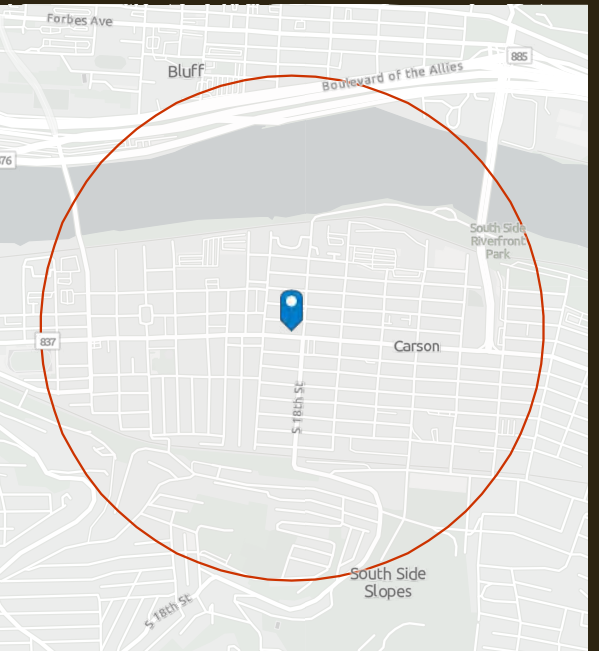 Forbes Ave
885
Bluff
Boulevard of the Allies
76
South Side
Riverfront
Park
837
Carson
S 18th St
South Side
Slopes
S 18th St